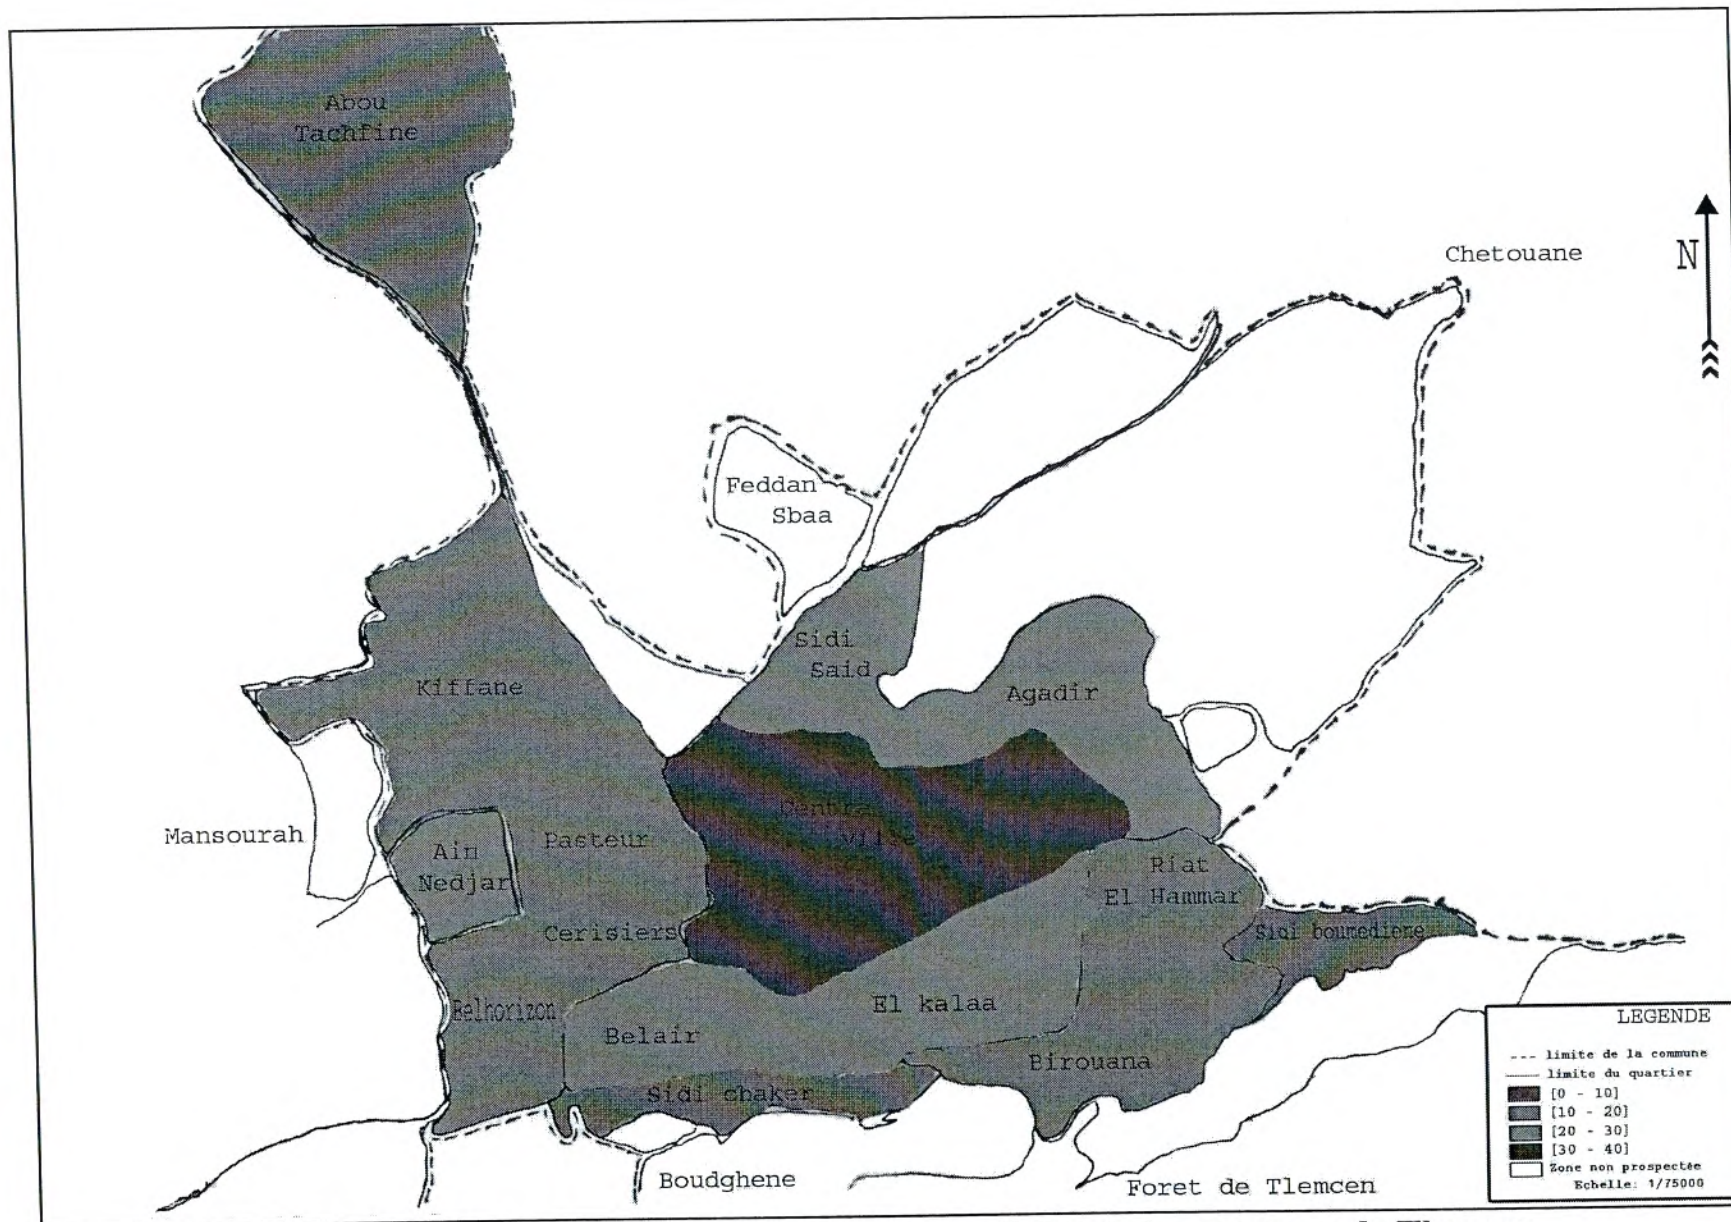 Abou
Tachfine
Chetouane
N
Feddan
Sbaa
Sidi
Said
Kiffane
Agadir
Mansourah
Centre
Ville
Pasteur
Ain
Nedjar
Riat
El Hammar
Cerisiers
Sidi boumediene
Belhorizon
El kalaa
Belair
Birouana
Sidi chaker
Boudghene
Foret de Tlemcen
LEGENDE
limite de la commune
limite du quartier
[0 - 10]
[10 - 20]
[20 - 30]
[30 - 40]
Zone non prospectée
Echelle: 1/75000